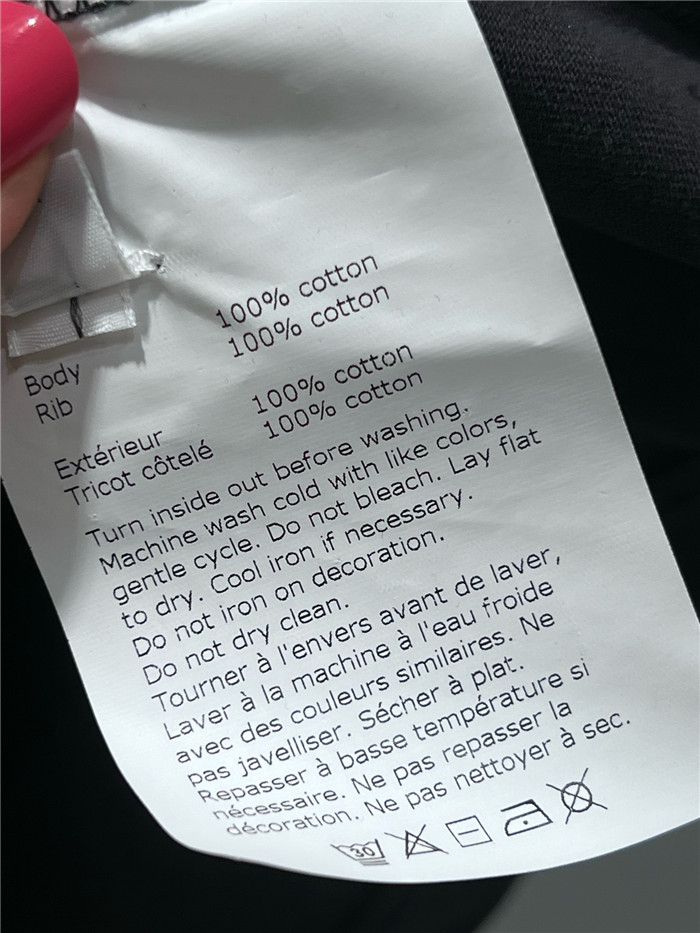 Body 100% cotton
Rib 100% cotton
Extérieur 100% cotton
Tricot côtelé 100% cotton
Turn inside out before washing.
Machine wash cold with like colors,
gentle cycle. Do not bleach. Lay flat
to dry. Cool iron if necessary.
Do not iron on decoration.
Do not dry clean.
Tourner à l'envers avant de laver,
Laver à la machine à l'eau froide
avec des couleurs similaires. Ne
pas javelliser. Sécher à plat.
Repasser à basse température si
nécessaire. Ne pas repasser la
décoration. Ne pas nettoyer à sec.
30